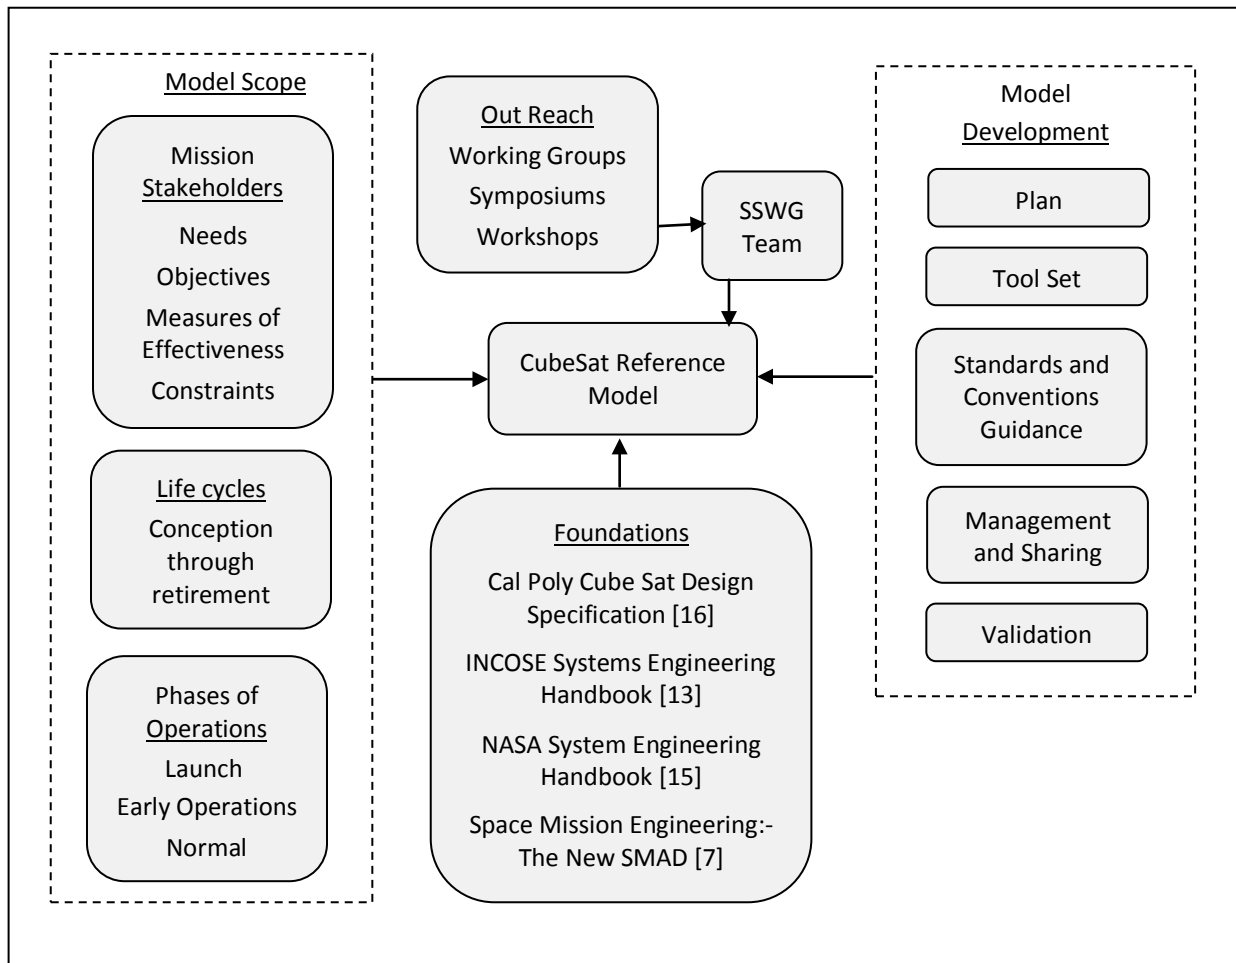 Model Scope
Mission
Stakeholders
Needs
Objectives
Measures of
Effectiveness
Constraints
Life cycles
Conception
through
retirement
Phases of
Operations
Launch
Early Operations
Normal
Out Reach
Working Groups
Symposiums
Workshops
SSWG
Team
CubeSat Reference
Model
Foundations
Cal Poly Cube Sat Design
Specification [16]
INCOSE Systems Engineering
Handbook [13]
NASA System Engineering
Handbook [15]
Space Mission Engineering:-
The New SMAD [7]
Model
Development
Plan
Tool Set
Standards and
Conventions
Guidance
Management
and Sharing
Validation